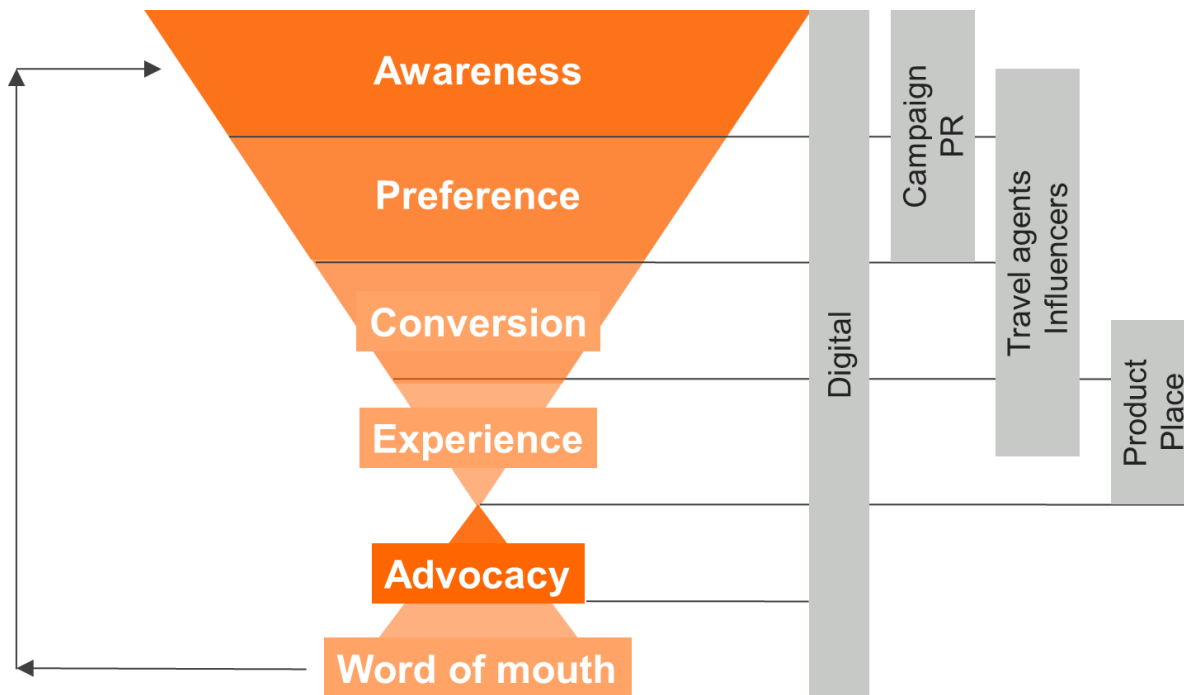 Awareness
Preference
Conversion
Experience
Advocacy
Word of mouth
Digital
Campaign
PR
Travel agents
Influencers
Product
Place